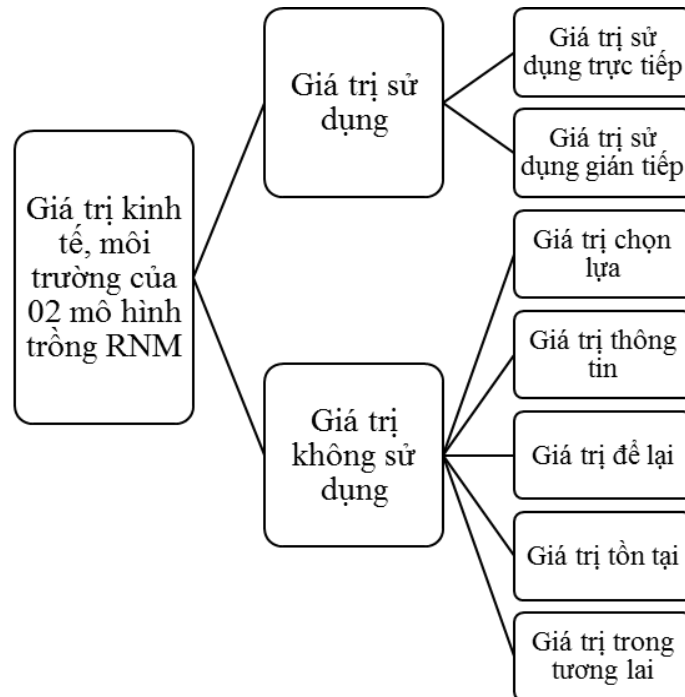 Giá trị kinh
tế, môi
trường của
02 mô hình
trồng RNM
Giá trị sử
dụng
Giá trị sử
dụng trực tiếp
Giá trị sử
dụng gián tiếp
Giá trị
không sử
dụng
Giá trị chọn
lựa
Giá trị thông
tin
Giá trị để lại
Giá trị tồn tại
Giá trị trong
tương lai